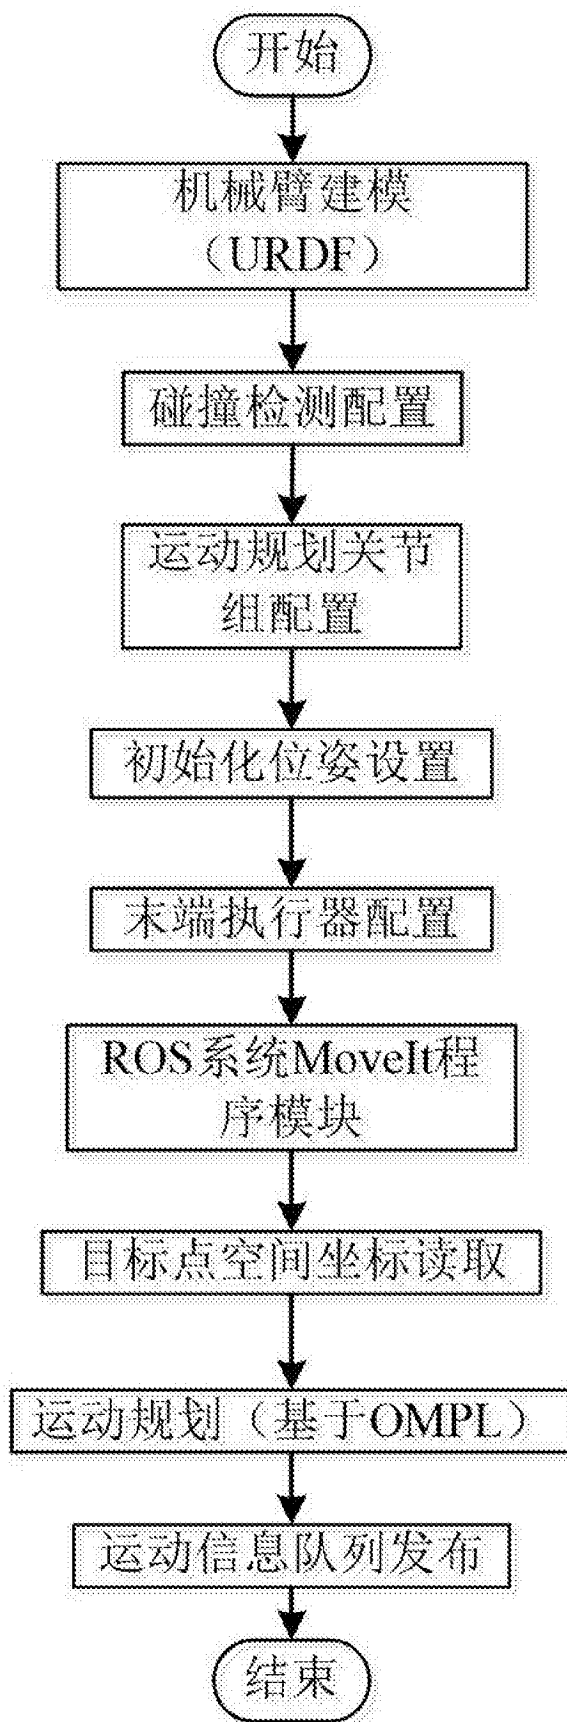 开始
机械臂建模
（URDF）
碰撞检测配置
运动规划关节
组配置
初始化位姿设置
末端执行器配置
ROS系统MoveIt程
序模块
目标点空间坐标读取
运动规划（基于OMPL）
运动信息队列发布
结束